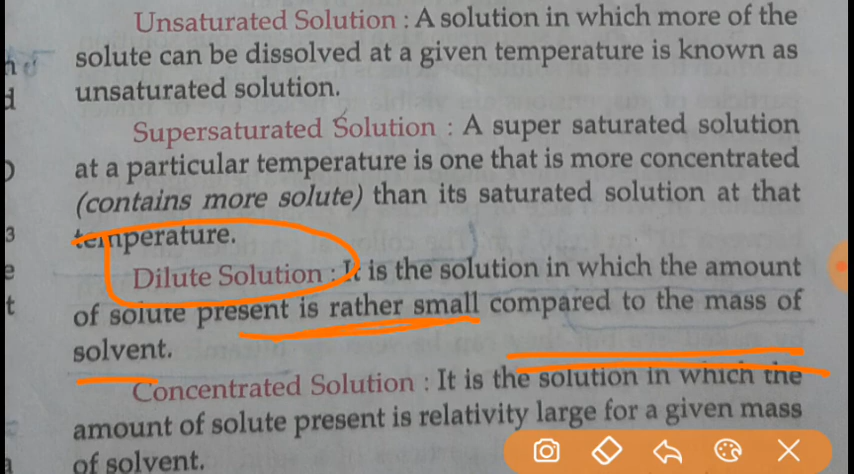 Unsaturated Solution : A solution in which more of the
solute can be dissolved at a given temperature is known as
unsaturated solution.
Supersaturated Solution : A super saturated solution
at a particular temperature is one that is more concentrated
(contains more solute) than its saturated solution at that
temperature.
Dilute Solution : It is the solution in which the amount
of solute present is rather small compared to the mass of
solvent.
Concentrated Solution : It is the solution in which the
amount of solute present is relativity large for a given mass
of solvent.